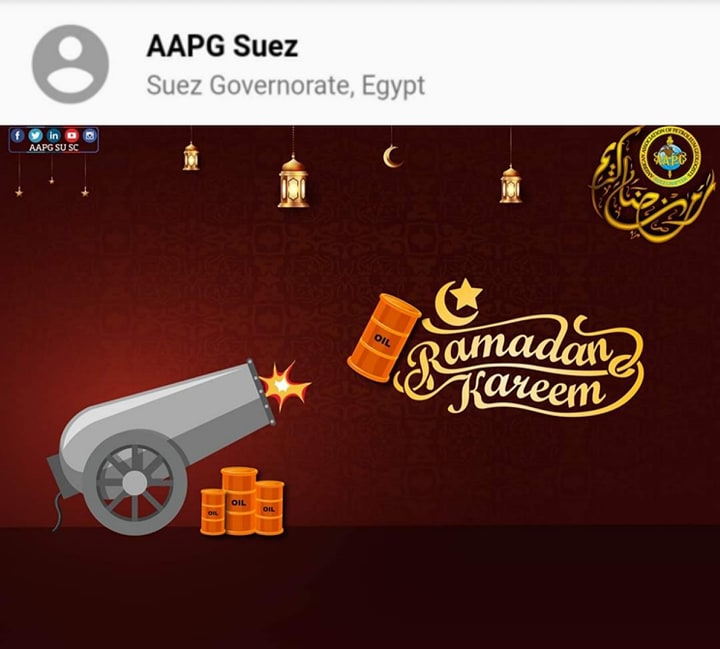 AAPG Suez
Suez Governorate, Egypt
AAPG SU SC
AAPG
رمضان كريم
OIL
Ramadan
Kareem
OIL
OIL
OIL